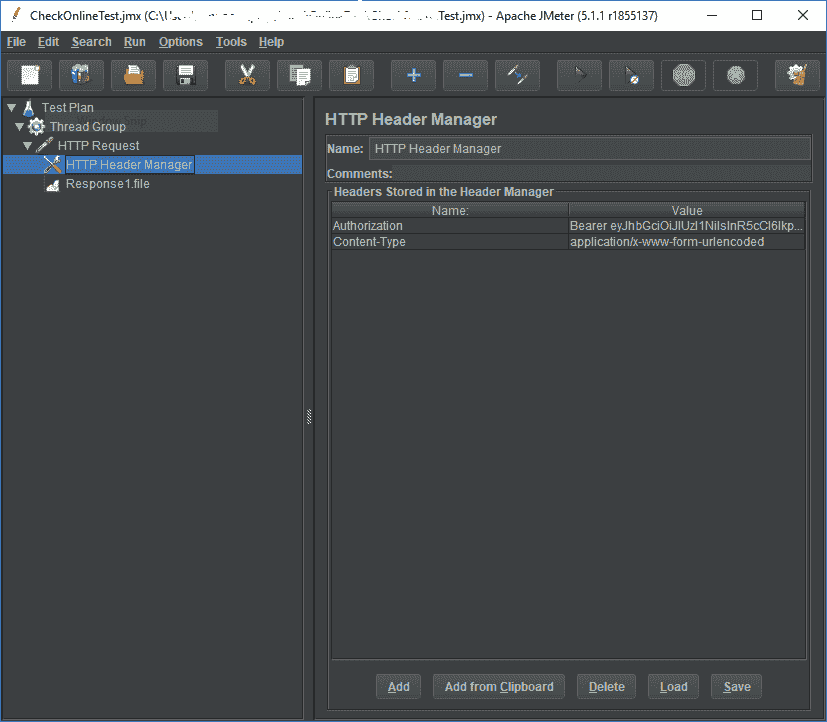 CheckOnlineTest.jmx (C:\Use Test.jmx) - Apache JMeter (5.1.1 r1855137)
File Edit Search Run Options Tools Help
Test Plan
Window Snip
Thread Group
HTTP Request
HTTP Header Manager
Response1.file
HTTP Header Manager
Name: HTTP Header Manager
Comments:
Headers Stored in the Header Manager
Name: Value
Authorization Bearer eyJhbGciOiJIUzI1NiIsInR5cCI6Ikp...
Content-Type application/x-www-form-urlencoded
Add Add from Clipboard Delete Load Save